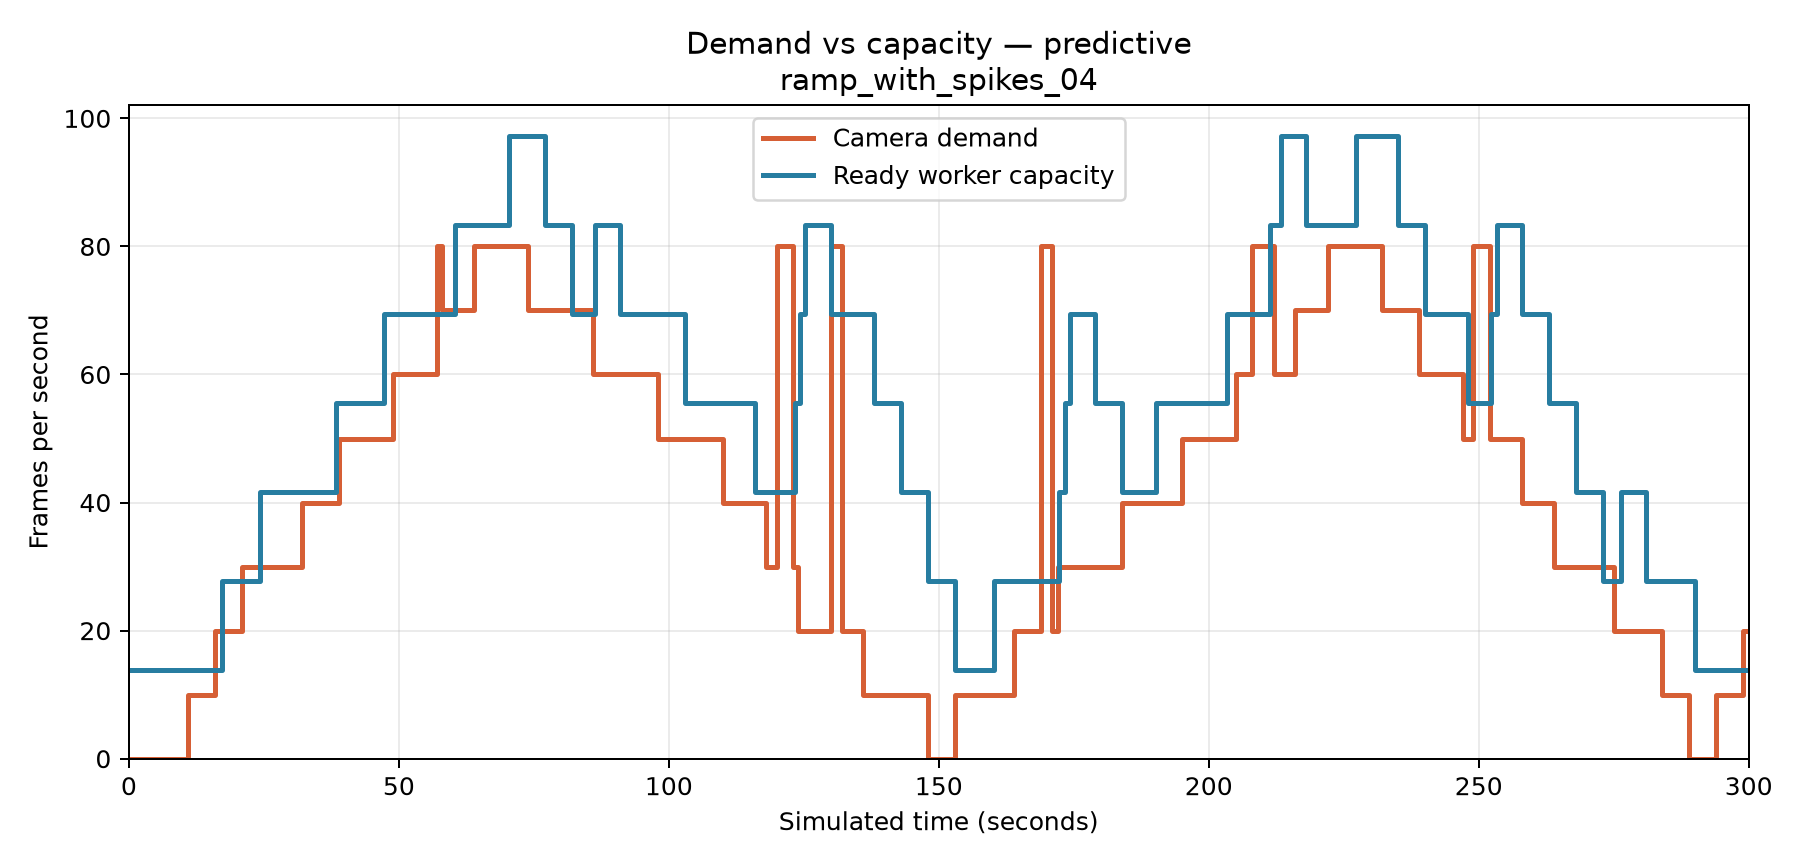 Demand vs capacity — predictive
ramp_with_spikes_04
Camera demand
Ready worker capacity
Frames per second
100
80
60
40
20
0
0 50 100 150 200 250 300
Simulated time (seconds)